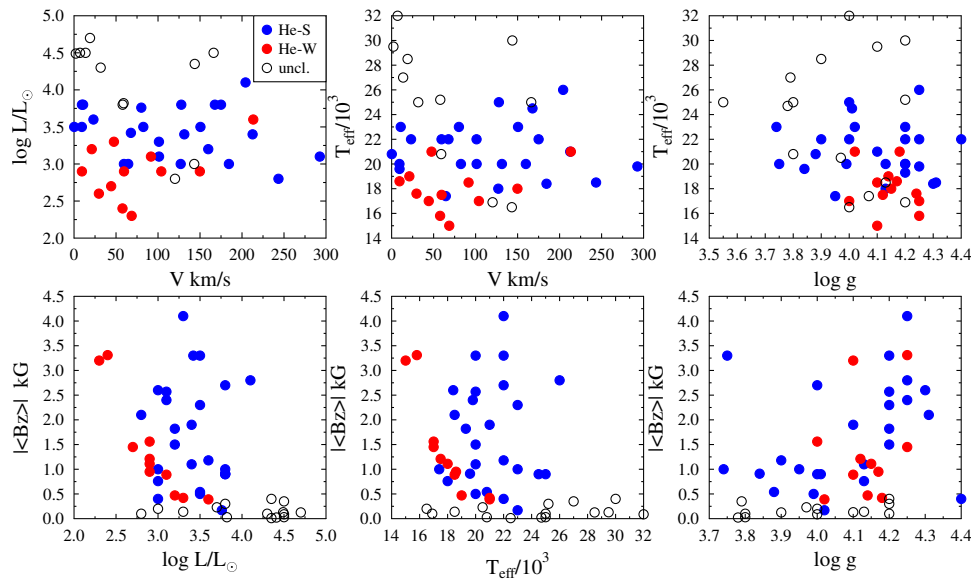 5.0
4.5
4.0
3.5
3.0
2.5
2.0
0 50 100 150 200 250 300
log L/L☉
V km/s
He-S
He-W
uncl.
32
30
28
26
24
22
20
18
16
14
0 50 100 150 200 250 300
T_eff/10^3
V km/s
32
30
28
26
24
22
20
18
16
14
3.5 3.6 3.7 3.8 3.9 4.0 4.1 4.2 4.3 4.4
T_eff/10^3
log g
4.5
4.0
3.5
3.0
2.5
2.0
1.5
1.0
0.5
0.0
2.0 2.5 3.0 3.5 4.0 4.5 5.0
|<Bz>| kG
log L/L☉
4.5
4.0
3.5
3.0
2.5
2.0
1.5
1.0
0.5
0.0
14 16 18 20 22 24 26 28 30 32
|<Bz>| kG
T_eff/10^3
4.5
4.0
3.5
3.0
2.5
2.0
1.5
1.0
0.5
0.0
3.7 3.8 3.9 4.0 4.1 4.2 4.3 4.4
|<Bz>| kG
log g